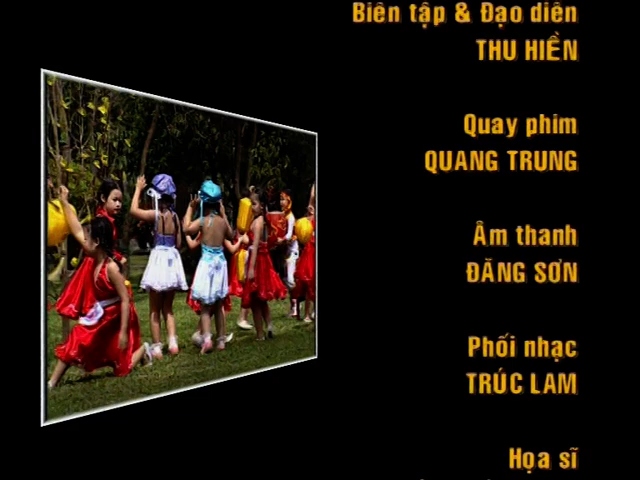 Biên tập & Đạo diễn
THU HIỀN
Quay phim
QUANG TRUNG
Âm thanh
ĐĂNG SƠN
Phối nhạc
TRÚC LAM
Họa sĩ